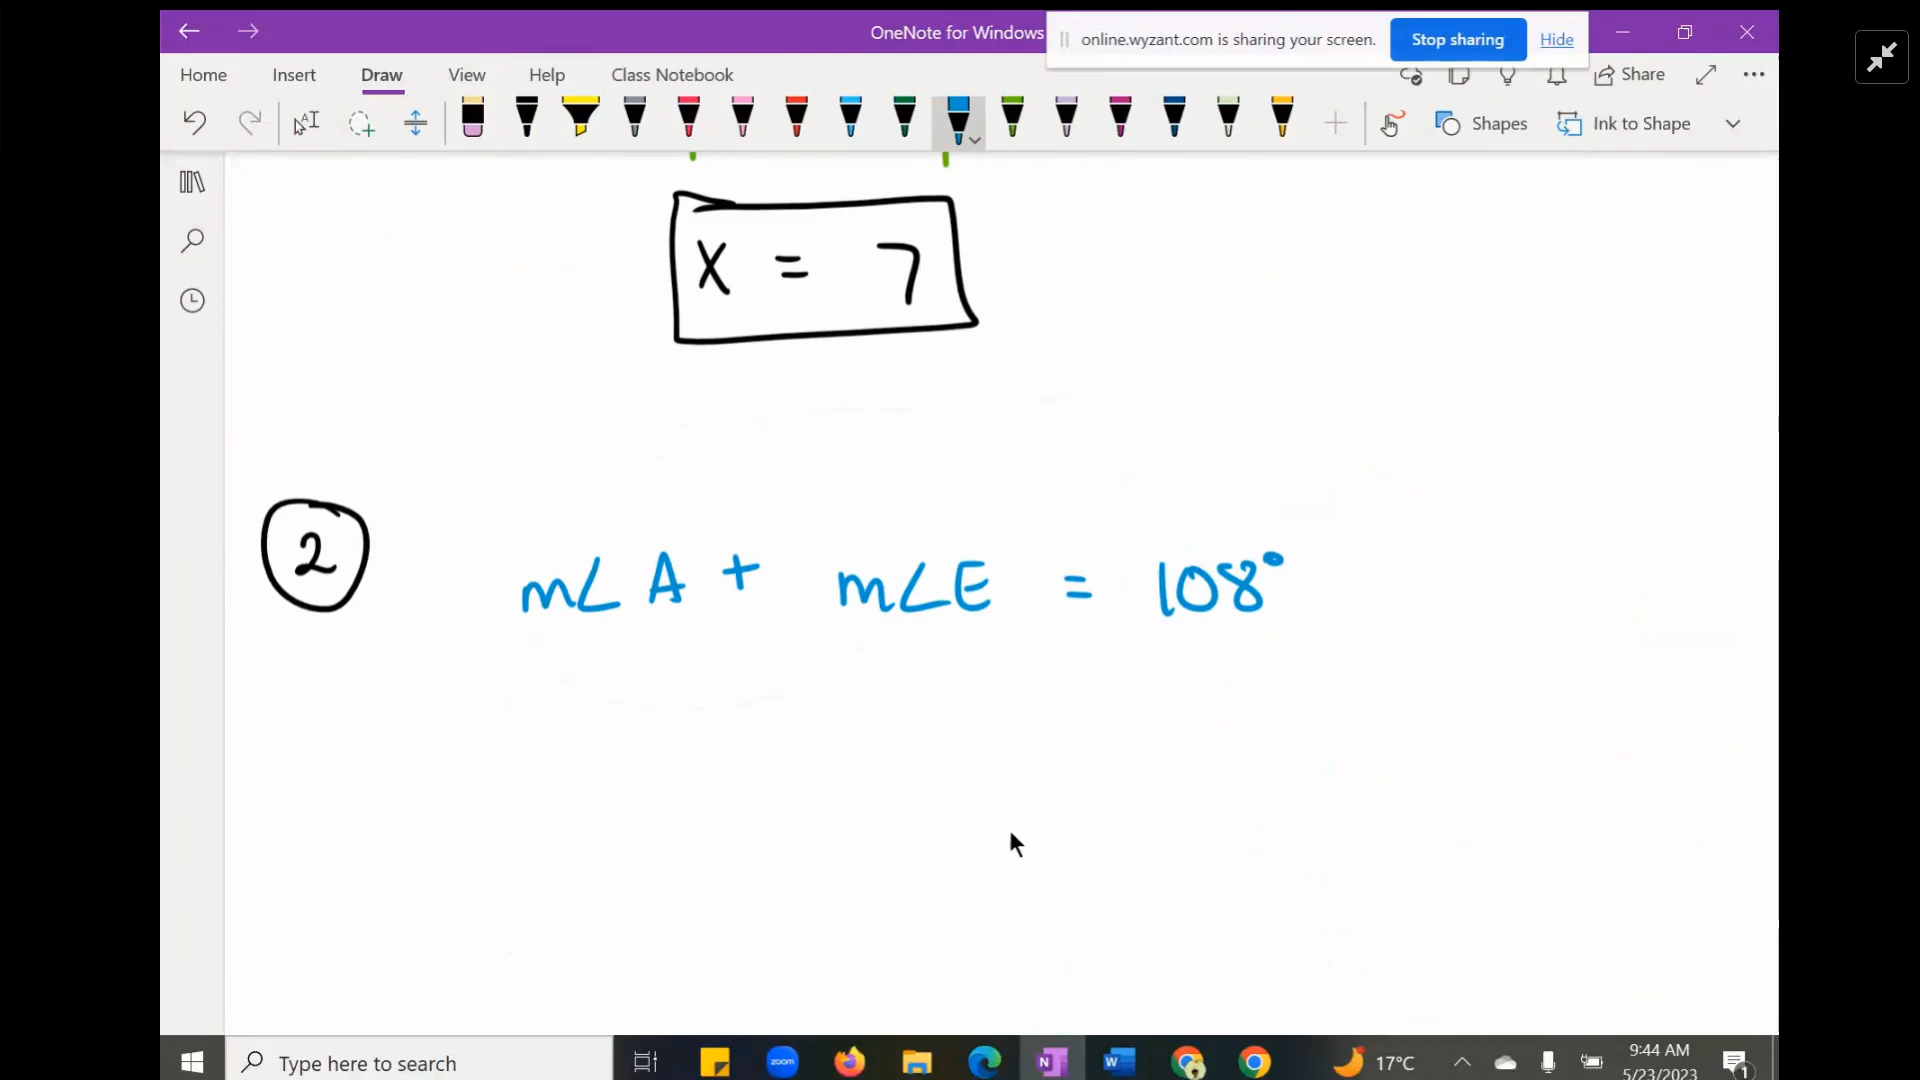 OneNote for Windows
online.wyzant.com is sharing your screen. Stop sharing Hide
Home Insert Draw View Help Class Notebook Share
Shapes Ink to Shape
X = 7
2 m∠A + m∠E = 108°
Type here to search
zoom
17°C
9:44 AM
5/23/2023
1